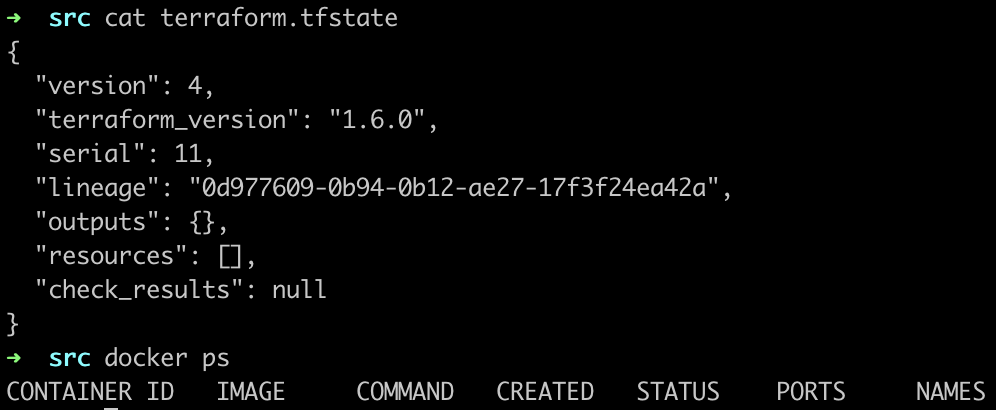 ➜  src cat terraform.tfstate
{
  "version": 4,
  "terraform_version": "1.6.0",
  "serial": 11,
  "lineage": "0d977609-0b94-0b12-ae27-17f3f24ea42a",
  "outputs": {},
  "resources": [],
  "check_results": null
}
➜  src docker ps
CONTAINER ID   IMAGE     COMMAND   CREATED   STATUS    PORTS     NAMES